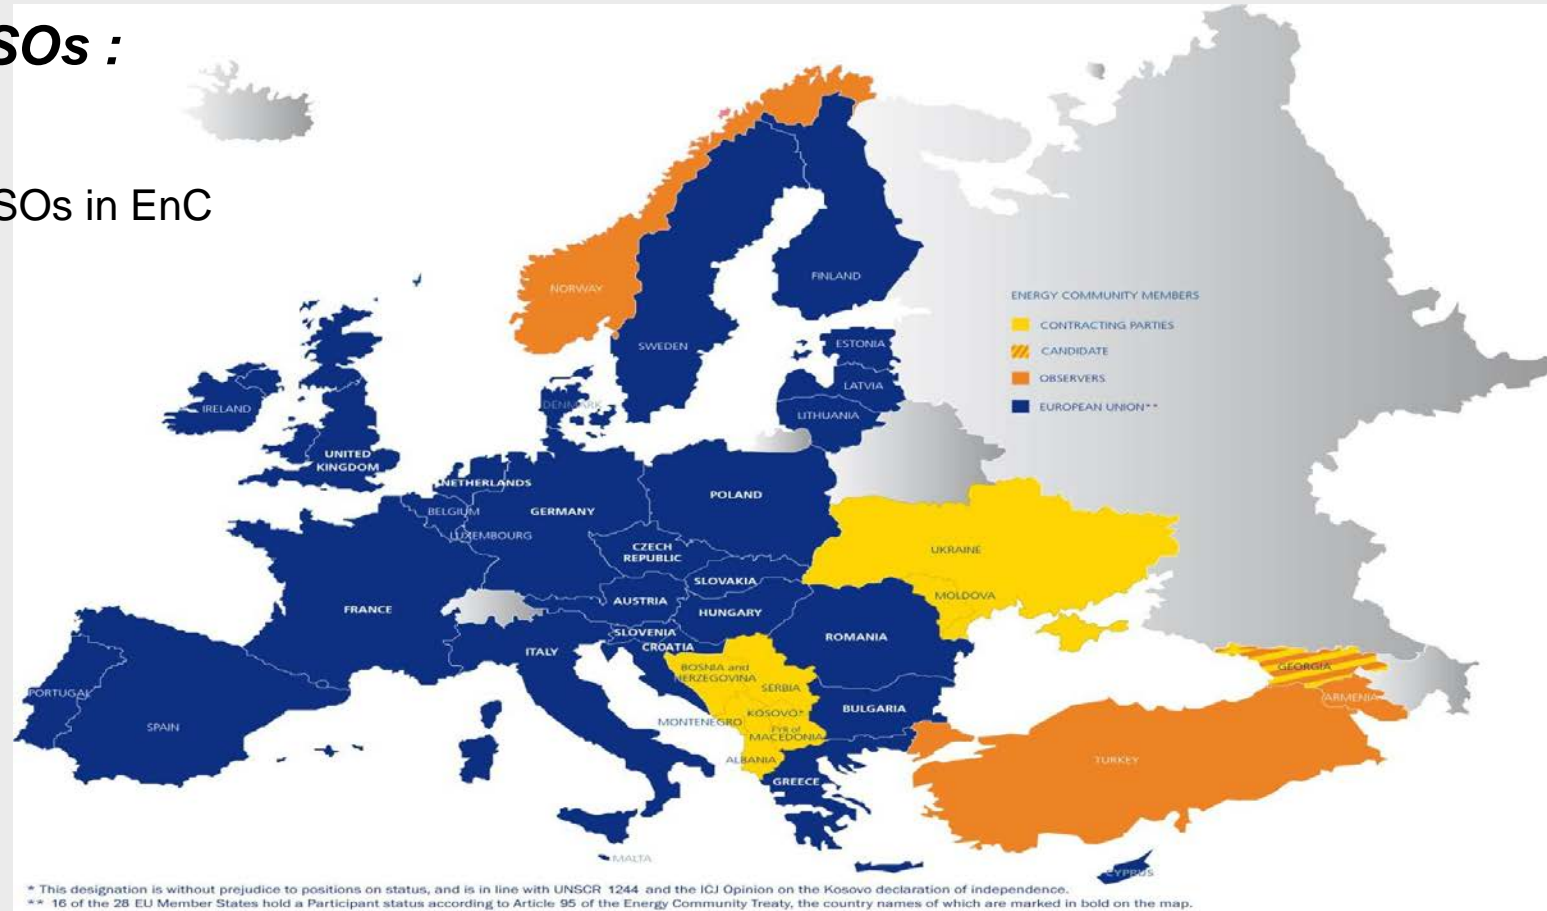 SOs :
SOs in EnC
NORWAY
FINLAND
SWEDEN
ENERGY COMMUNITY MEMBERS
CONTRACTING PARTIES
CANDIDATE
OBSERVERS
EUROPEAN UNION**
ESTONIA
LATVIA
LITHUANIA
DENMARK
IRELAND
UNITED
KINGDOM
NETHERLANDS
BELGIUM
LUXEMBOURG
GERMANY
POLAND
CZECH
REPUBLIC
SLOVAKIA
UKRAINE
MOLDOVA
FRANCE
AUSTRIA
HUNGARY
SLOVENIA
CROATIA
ITALY
ROMANIA
BOSNIA and
HERZEGOVINA
SERBIA
MONTENEGRO
KOSOVO*
FYR of
MACEDONIA
ALBANIA
BULGARIA
GREECE
GEORGIA
ARMENIA
TURKEY
PORTUGAL
SPAIN
MALTA
CYPRUS
* This designation is without prejudice to positions on status, and is in line with UNSCR 1244 and the ICJ Opinion on the Kosovo declaration of independence.
** 16 of the 28 EU Member States hold a Participant status according to Article 95 of the Energy Community Treaty, the country names of which are marked in bold on the map.